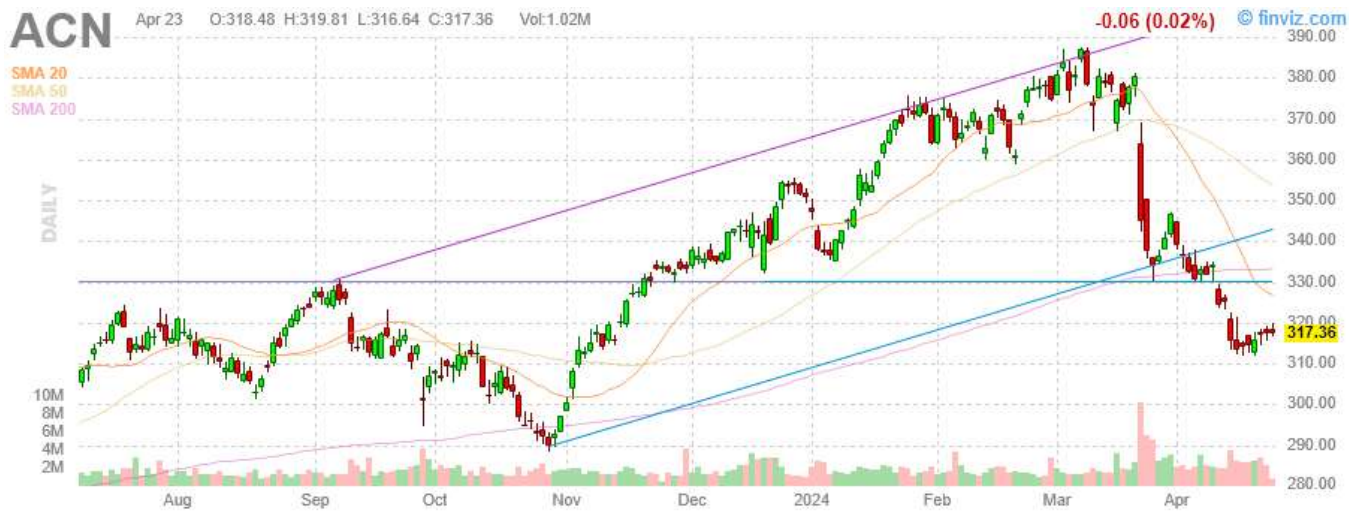 ACN Apr 23 O:318.48 H:319.81 L:316.64 C:317.36 Vol:1.02M -0.06 (0.02%) © finviz.com
SMA 20
SMA 50
SMA 200
DAILY
390.00
380.00
370.00
360.00
350.00
340.00
330.00
320.00
317.36
310.00
300.00
290.00
280.00
10M
8M
6M
4M
2M
Aug Sep Oct Nov Dec 2024 Feb Mar Apr